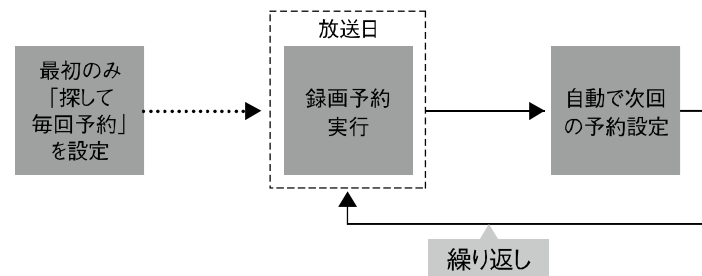 最初のみ
「探して
毎回予約」
を設定
放送日
録画予約
実行
自動で次回
の予約設定
繰り返し